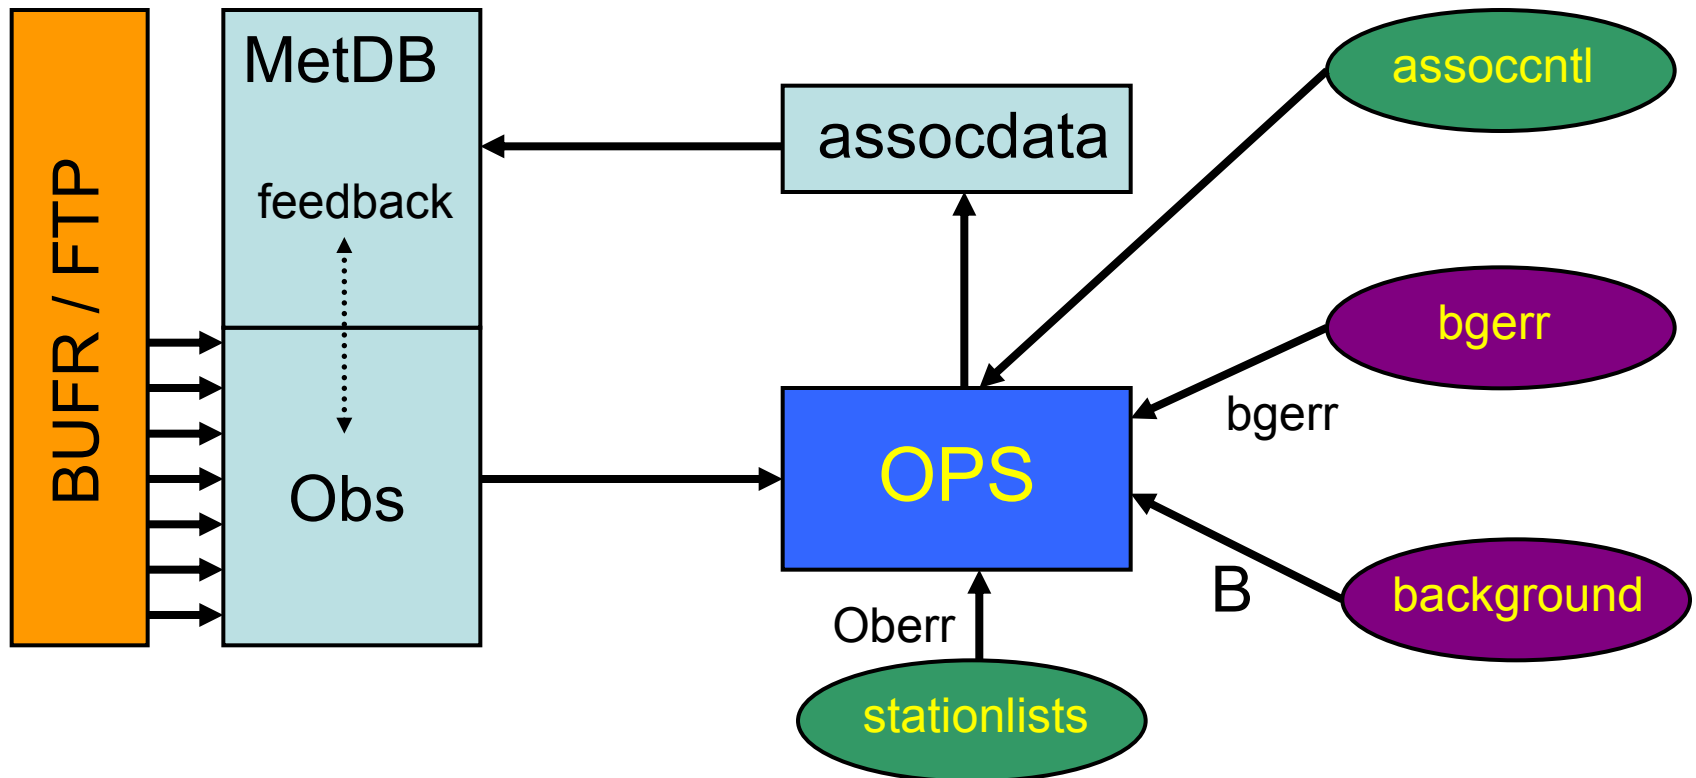 BUFR / FTP
MetDB
feedback
Obs
assocdata
OPS
Oberr
stationlists
assoccntl
bgerr
bgerr
B
background